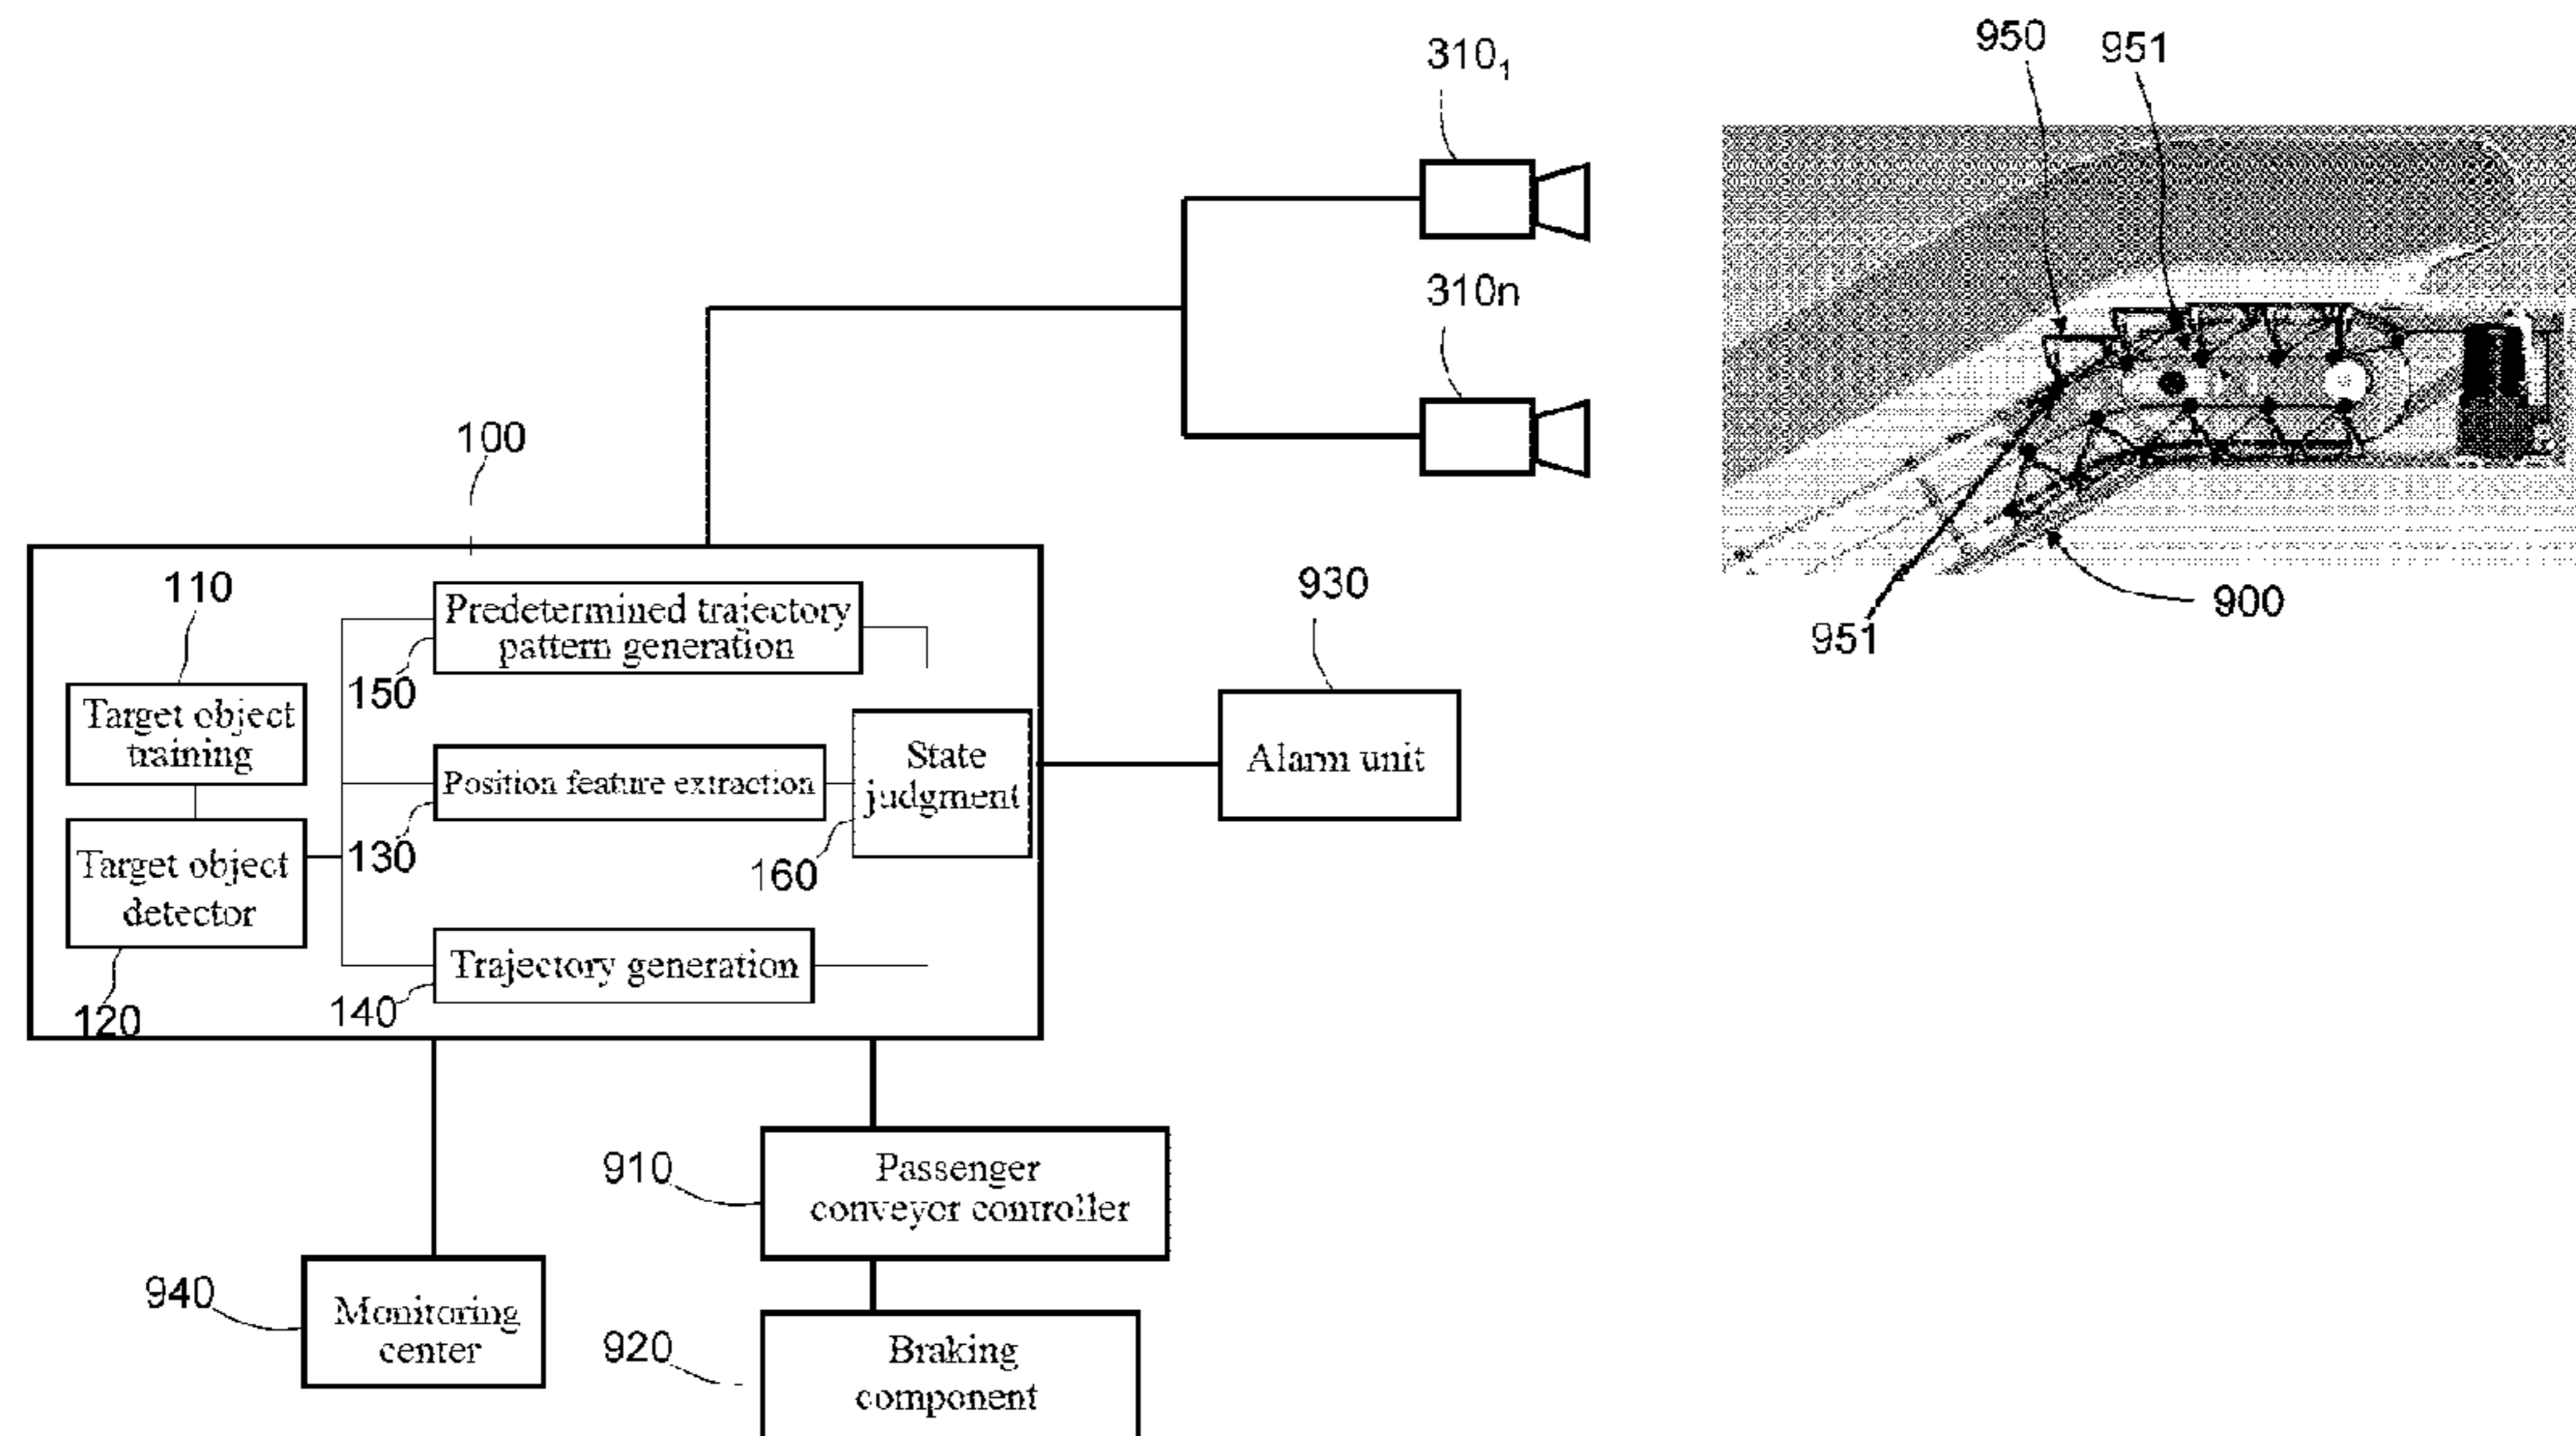 950
951
310₁
310n
100
110
Predetermined trajectory
pattern generation
930
900
951
150
Target object
training
State
judgment
Alarm unit
Position feature extraction
130
160
Target object
detector
Trajectory generation
140
120
910
Passenger
conveyor controller
940
Monitoring
center
920
Braking
component